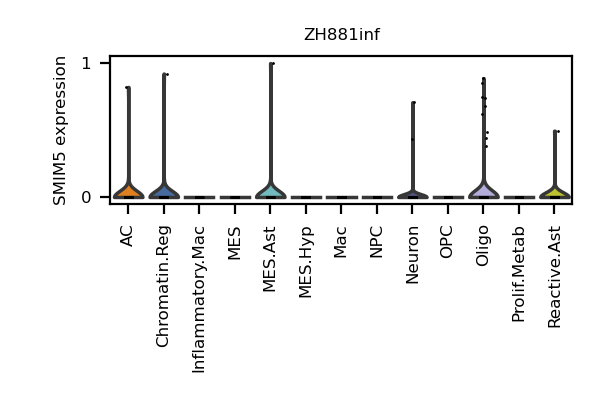 ZH881inf
SMIM5 expression
1
0
AC
Chromatin.Reg
Inflammatory.Mac
MES
MES.Ast
MES.Hyp
Mac
NPC
Neuron
OPC
Oligo
Prolif.Metab
Reactive.Ast